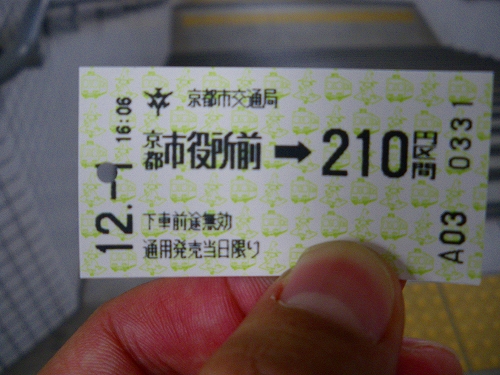 京都市交通局
京都市役所前➡210円区間
下車前途無効
通用発売当日限り
12.-1 16:06
0331
A03